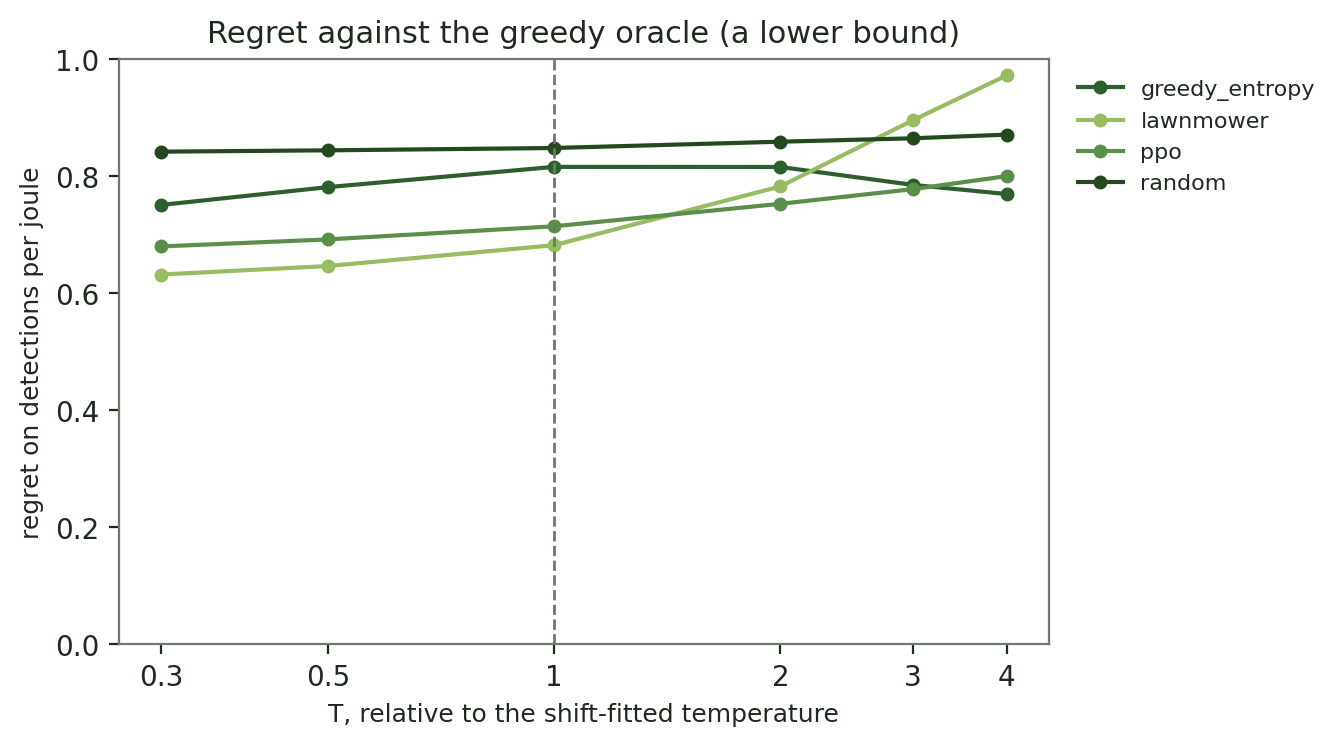 Regret against the greedy oracle (a lower bound)
regret on detections per joule
1.0
0.8
0.6
0.4
0.2
0.0
0.3 0.5 1 2 3 4
T, relative to the shift-fitted temperature
greedy_entropy
lawnmower
ppo
random